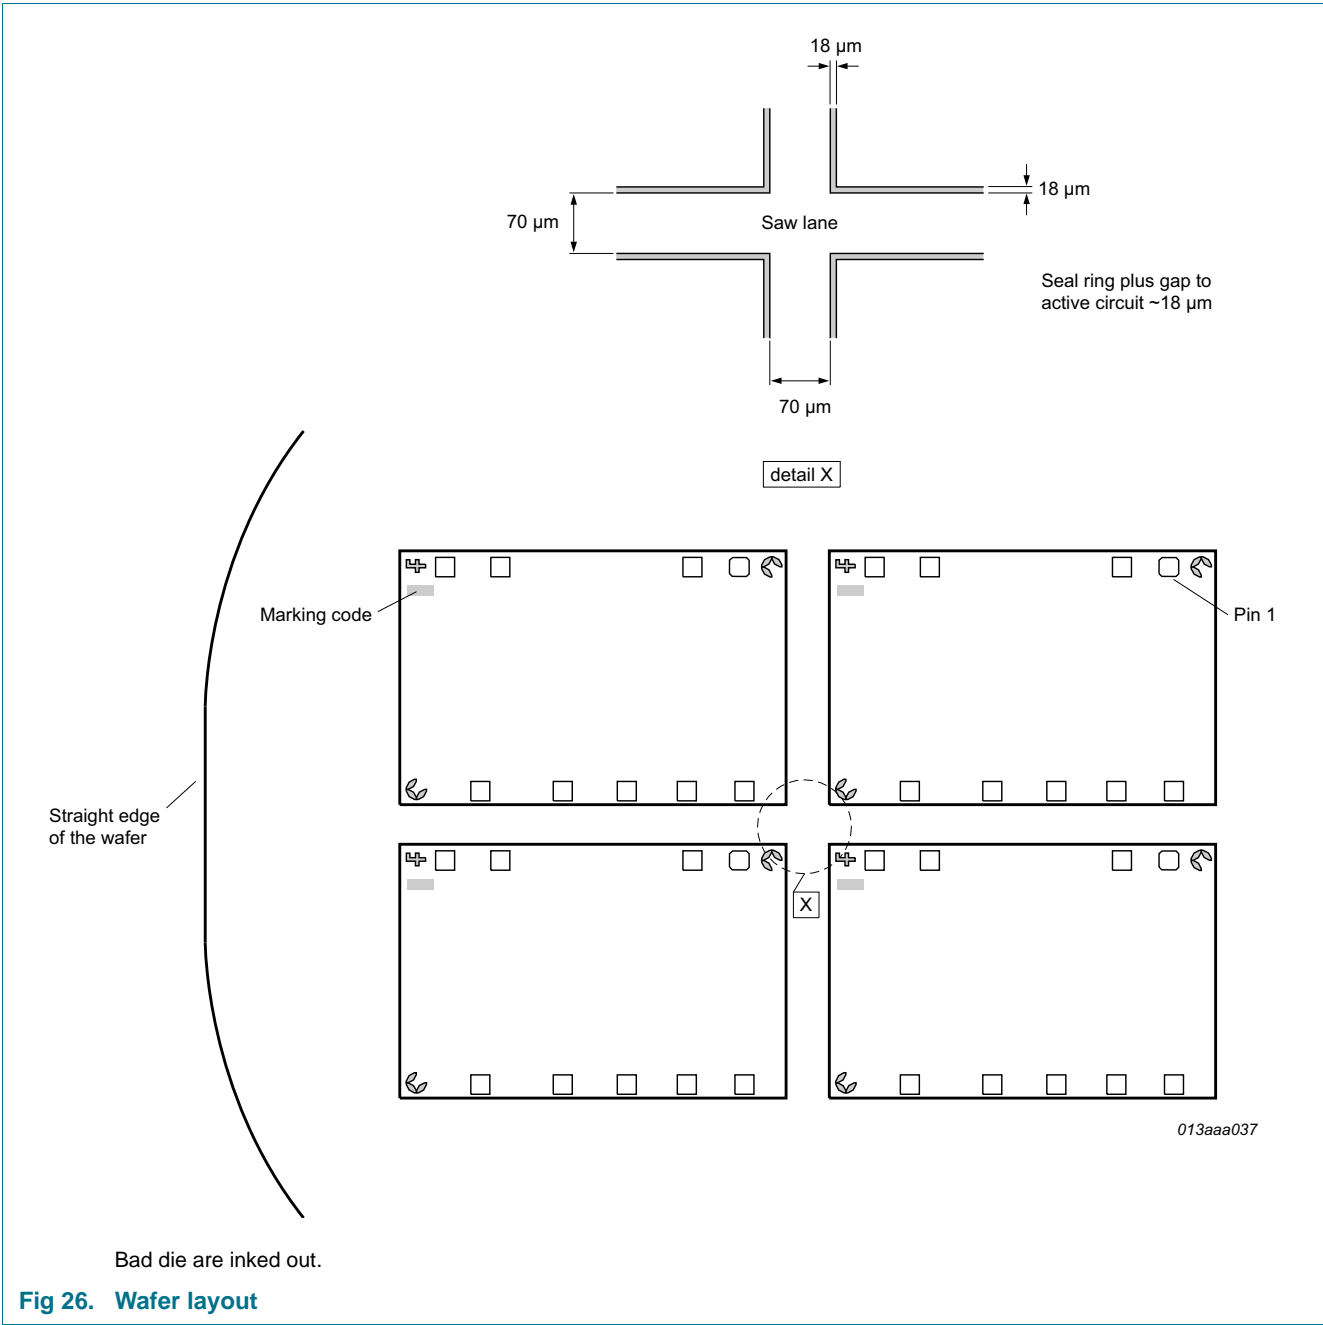 18 µm
18 µm
70 µm
Saw lane
Seal ring plus gap to
active circuit ~18 µm
70 µm
detail X
Marking code
Pin 1
Straight edge
of the wafer
X
013aaa037
Bad die are inked out.
Fig 26. Wafer layout